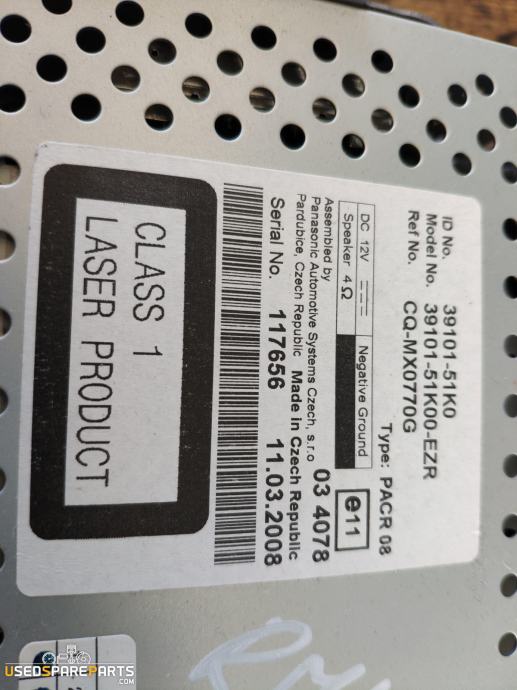 ID No. 39101-51K0
Model No. 39101-51K00-EZR
Ref No. CQ-MX0770G
Type: PACR 08
DC 12V Negative Ground
Speaker 4Ω
e11
03 4078
Assembled by
Panasonic Automotive Systems Czech, s.r.o
Pardubice, Czech Republic Made in Czech Republic
Serial No. 117656 11.03.2008
CLASS 1
LASER PRODUCT
USEDSPAREPARTS
.COM